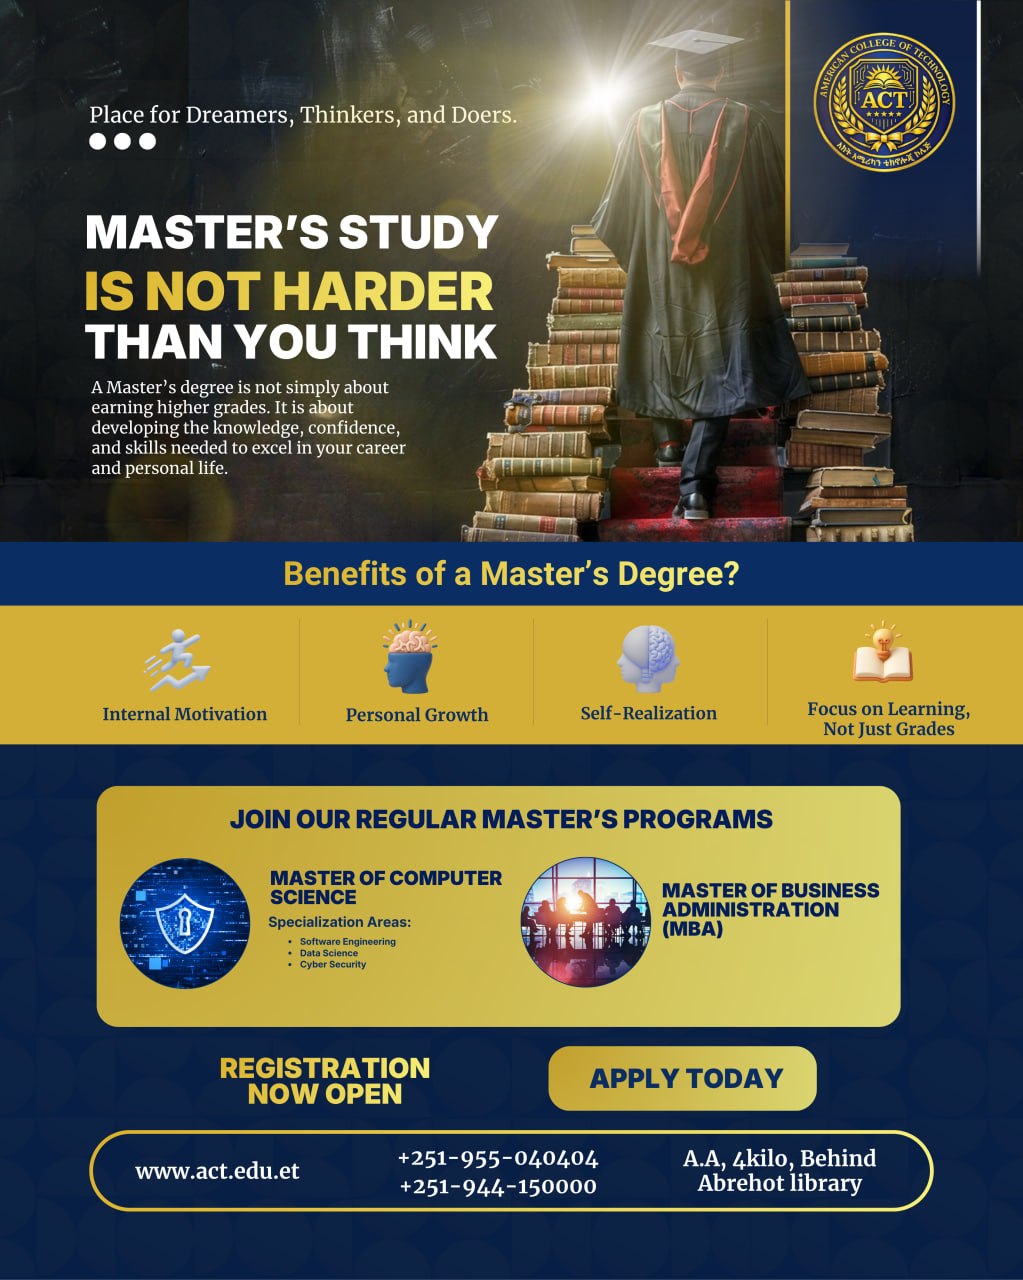 Place for Dreamers, Thinkers, and Doers.
AMERICAN COLLEGE OF TECHNOLOGY
ACT
አክት አሜሪካን ቴክኖሎጂ ኮሌጅ
MASTER’S STUDY
IS NOT HARDER
THAN YOU THINK
A Master’s degree is not simply about
earning higher grades. It is about
developing the knowledge, confidence,
and skills needed to excel in your career
and personal life.
Benefits of a Master’s Degree?
Internal Motivation
Personal Growth
Self-Realization
Focus on Learning,
Not Just Grades
JOIN OUR REGULAR MASTER’S PROGRAMS
MASTER OF COMPUTER
SCIENCE
Specialization Areas:
• Software Engineering
• Data Science
• Cyber Security
MASTER OF BUSINESS
ADMINISTRATION
(MBA)
REGISTRATION
NOW OPEN
APPLY TODAY
www.act.edu.et
+251-955-040404
+251-944-150000
A.A, 4kilo, Behind
Abrehot library